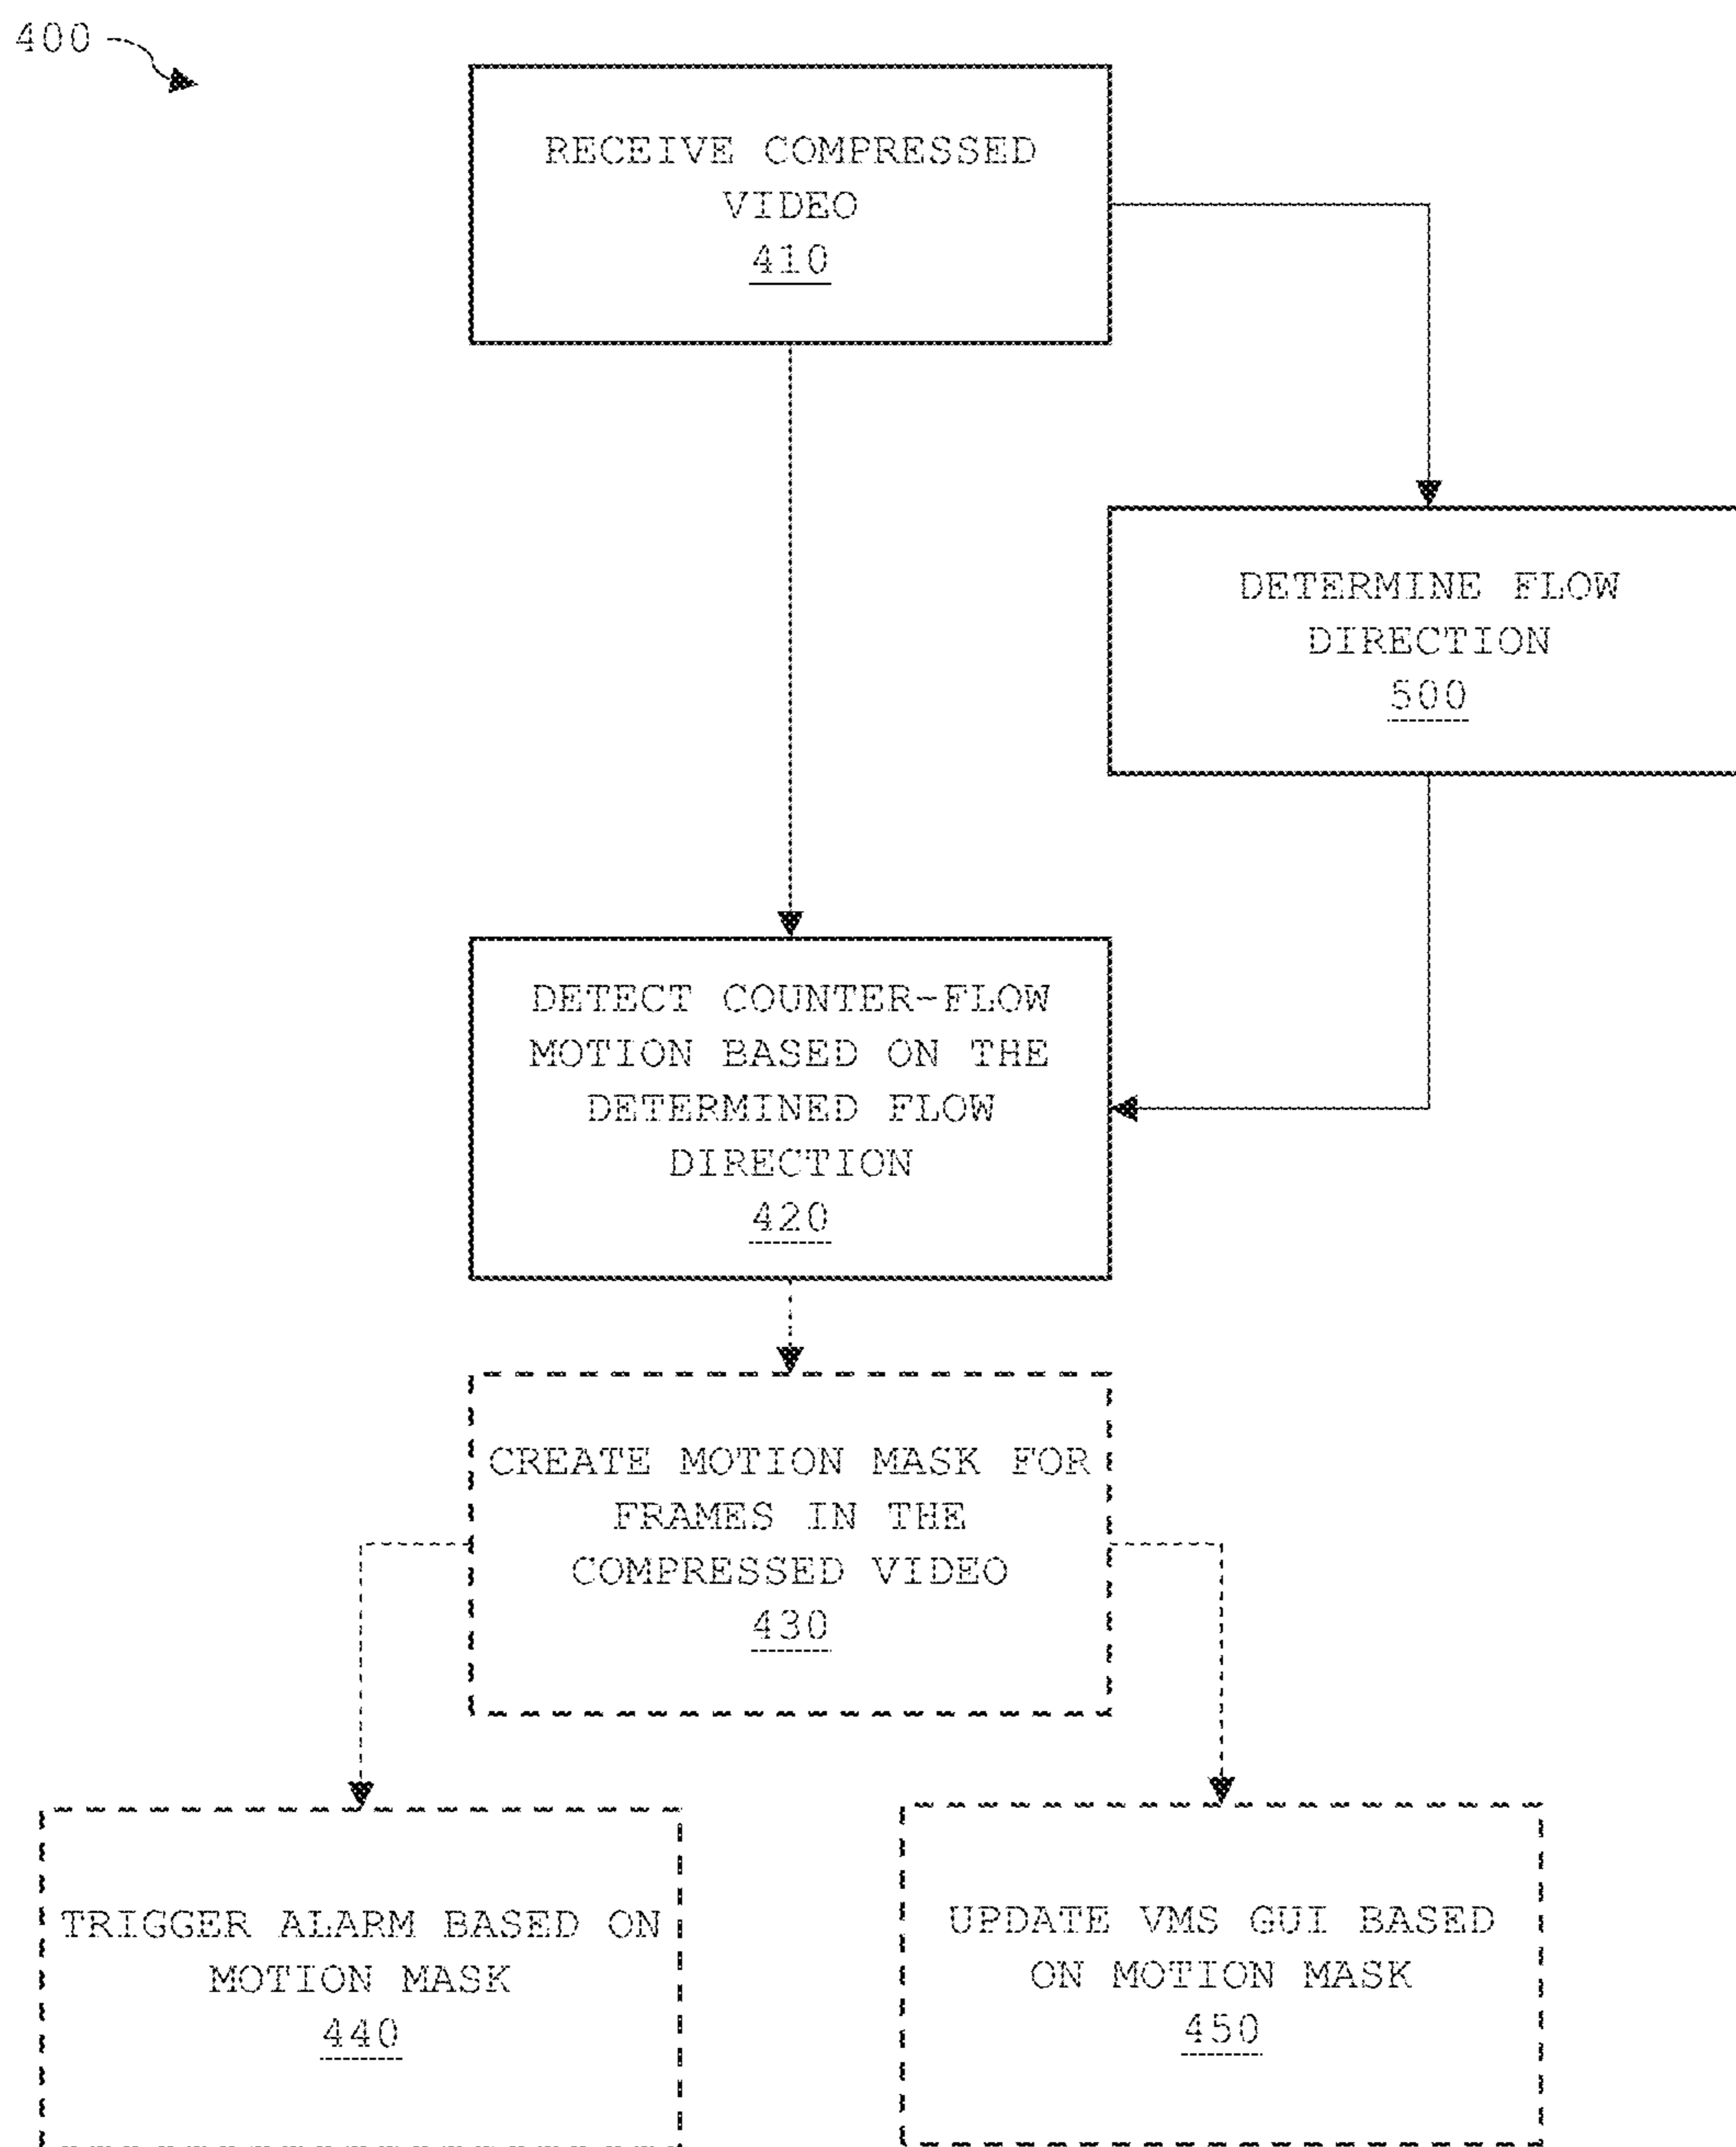 400
RECEIVE COMPRESSED
VIDEO
410
DETERMINE FLOW
DIRECTION
500
DETECT COUNTER-FLOW
MOTION BASED ON THE
DETERMINED FLOW
DIRECTION
420
CREATE MOTION MASK FOR
FRAMES IN THE
COMPRESSED VIDEO
430
TRIGGER ALARM BASED ON
MOTION MASK
440
UPDATE VMS GUI BASED
ON MOTION MASK
450